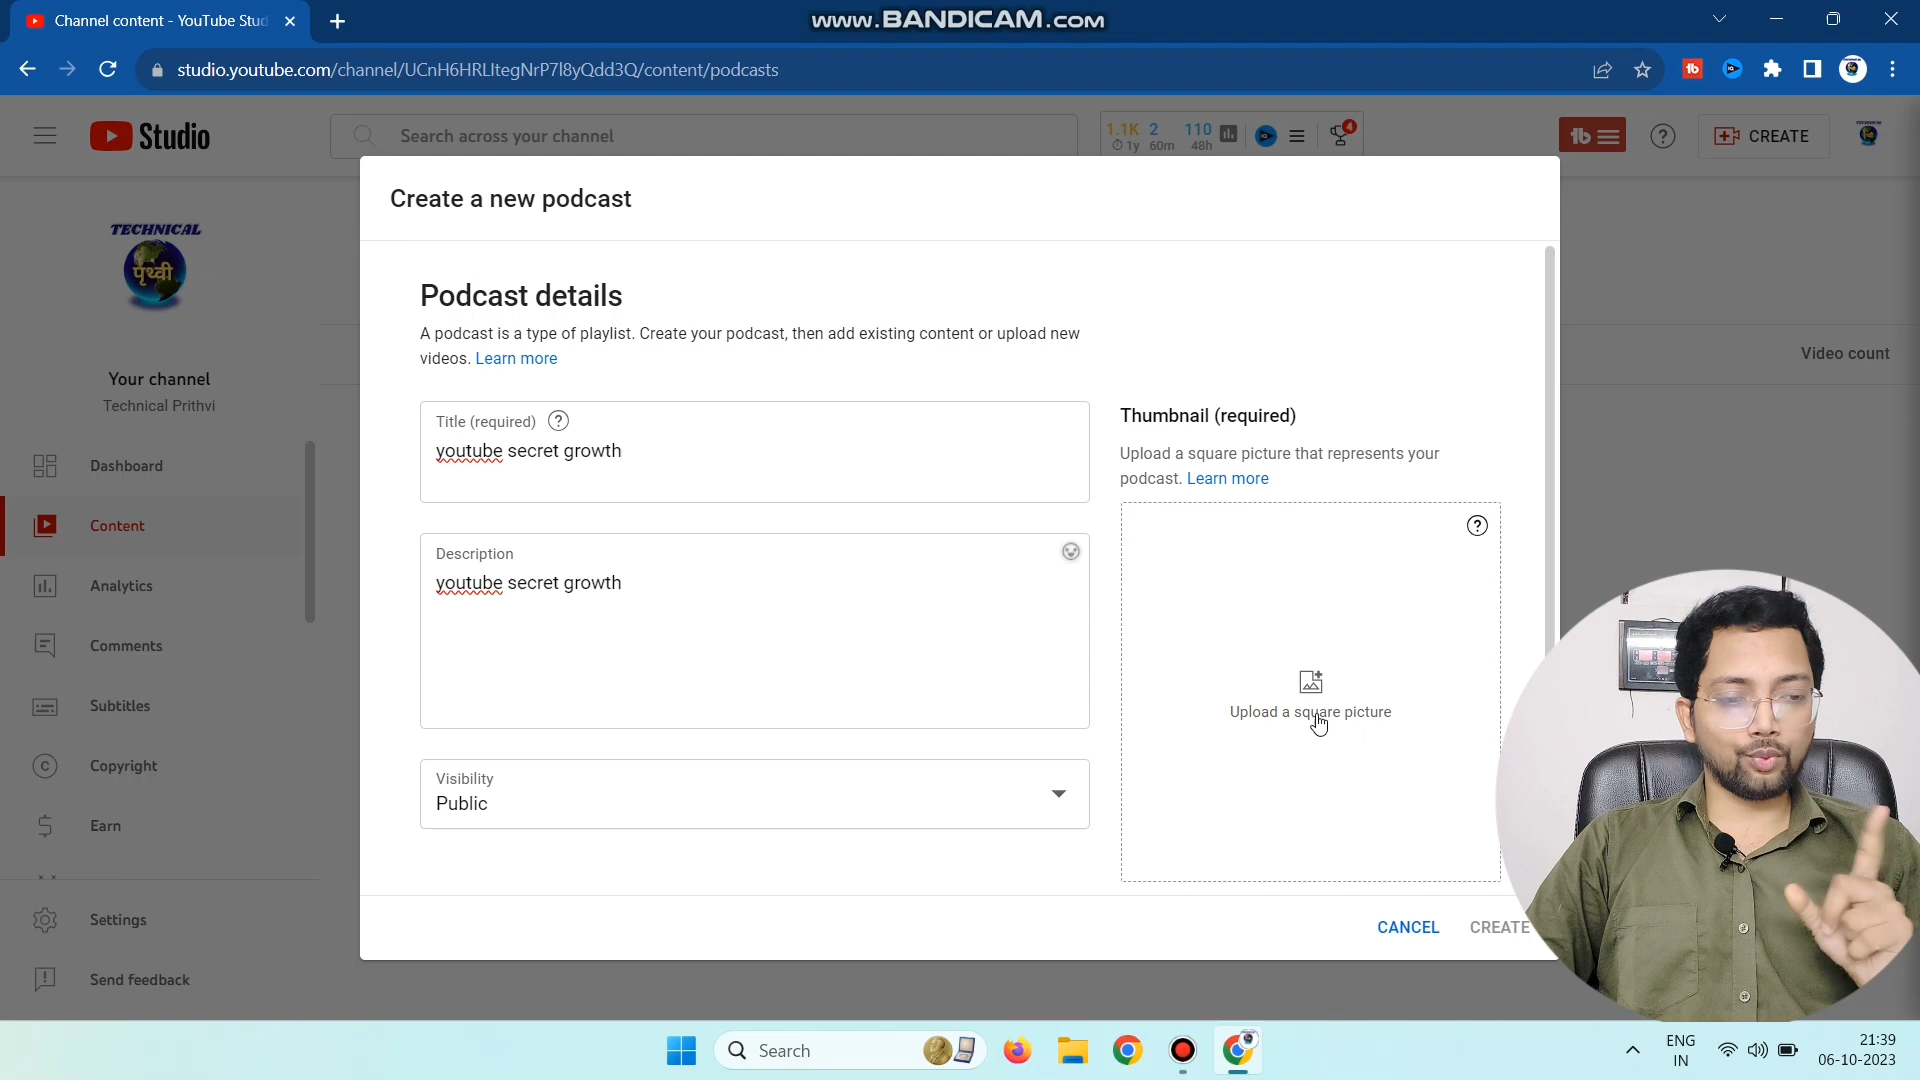 Channel content - YouTube Stud
www.BANDICAM.com
studio.youtube.com/channel/UCnH6HRLItegNrP7l8yQdd3Q/content/podcasts
Studio
Search across your channel
1.1K 2 110
1y 60m 48h
4
CREATE
Create a new podcast
TECHNICAL
पृथ्वी
Your channel
Technical Prithvi
Dashboard
Content
Analytics
Comments
Subtitles
Copyright
Earn
Settings
Send feedback
Podcast details
A podcast is a type of playlist. Create your podcast, then add existing content or upload new
videos. Learn more
Title (required)
youtube secret growth
Description
youtube secret growth
Visibility
Public
Thumbnail (required)
Upload a square picture that represents your
podcast. Learn more
Upload a square picture
CANCEL CREATE
Video count
Search
ENG
IN
21:39
06-10-2023